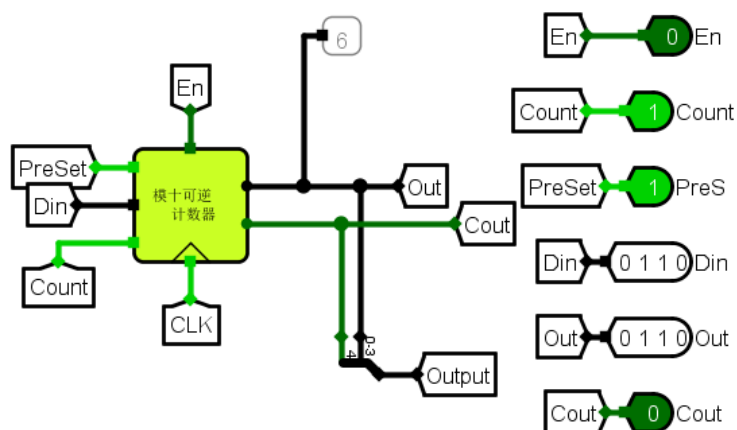 6
En
0 En
En
Count
1 Count
PreSet
模十可逆
计数器
Out
PreSet
1 PreS
Din
Cout
Din
0 1 1 0 Din
Count
CLK
4
0-3
Out
0 1 1 0 Out
Output
Cout
0 Cout